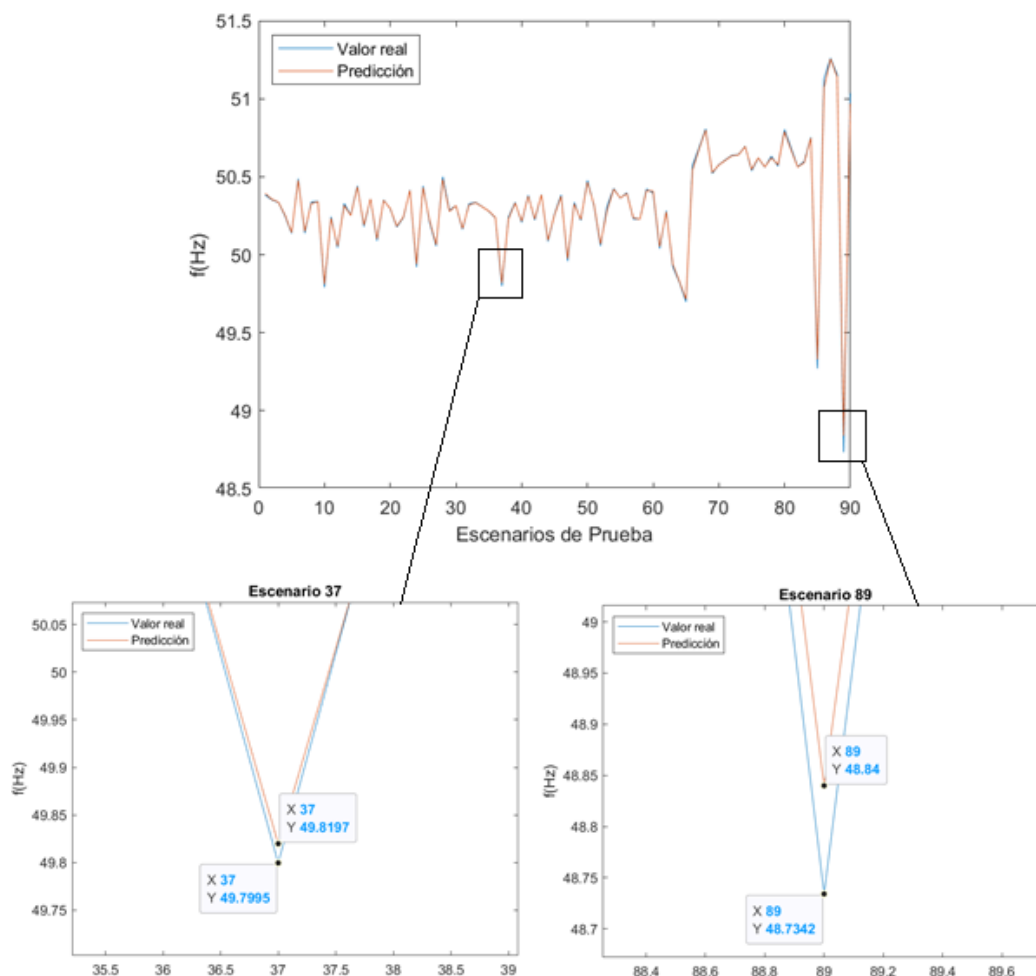 51.5
51
50.5
50
49.5
49
48.5
f(Hz)
Valor real
Predicción
0 10 20 30 40 50 60 70 80 90
Escenarios de Prueba
Escenario 37
50.05
50
49.95
49.9
49.85
49.8
49.75
f(Hz)
Valor real
Predicción
X 37
Y 49.8197
X 37
Y 49.7995
35.5 36 36.5 37 37.5 38 38.5 39
Escenario 89
49
48.95
48.9
48.85
48.8
48.75
48.7
f(Hz)
Valor real
Predicción
X 89
Y 48.84
X 89
Y 48.7342
88.4 88.6 88.8 89 89.2 89.4 89.6